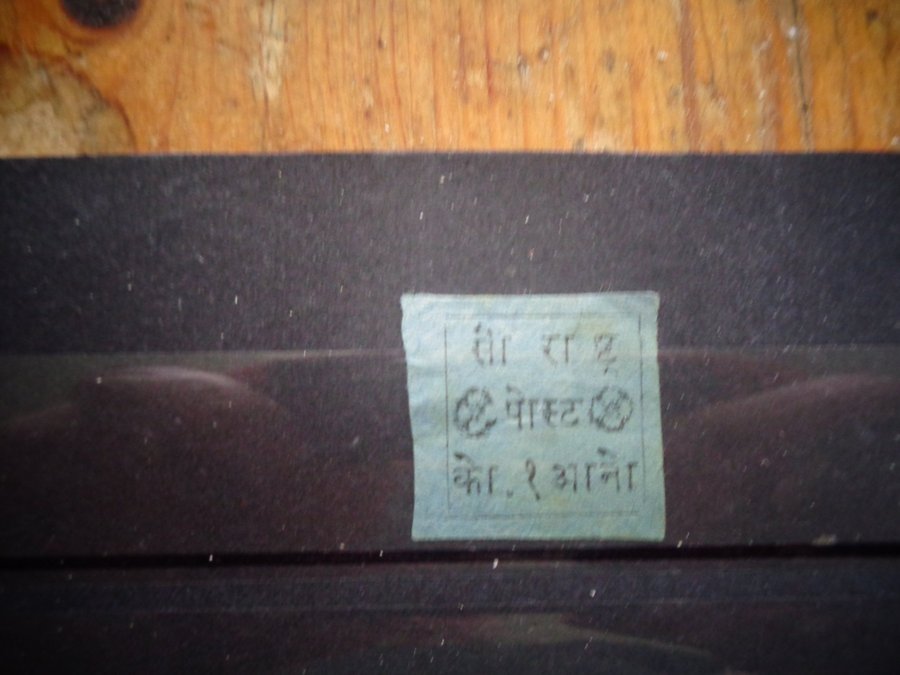 सौ रा ष्ट्र
पोस्ट
को. १ आनो